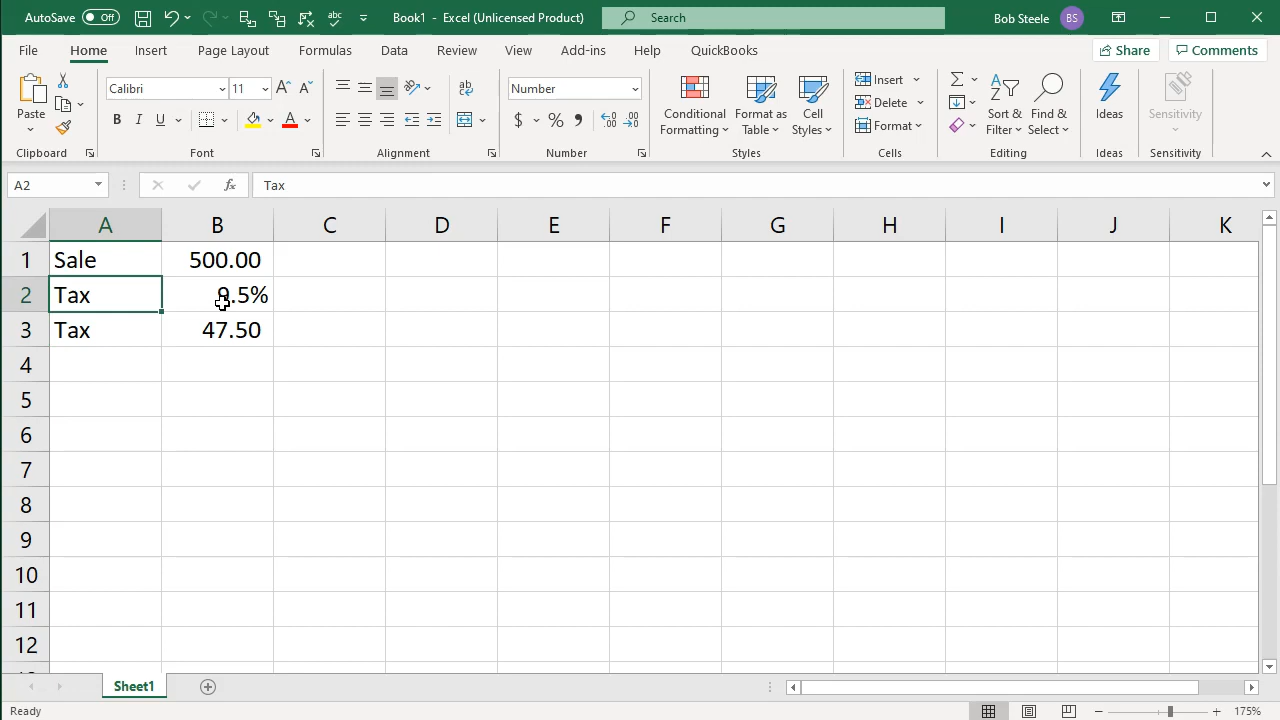 AutoSave Off abc Book1 - Excel (Unlicensed Product) Search Bob Steele BS
File Home Insert Page Layout Formulas Data Review View Add-ins Help QuickBooks Share Comments
Paste Calibri 11 A A ab Number Insert
B I U A $ % , Conditional Formatting Format as Table Cell Styles Delete Sort & Filter Find & Select Ideas Sensitivity
Format
Clipboard Font Alignment Number Styles Cells Editing Ideas Sensitivity
A2 fx Tax
A B C D E F G H I J K
1 Sale 500.00
2 Tax 9.5%
3 Tax 47.50
4
5
6
7
8
9
10
11
12
Sheet1
Ready 175%